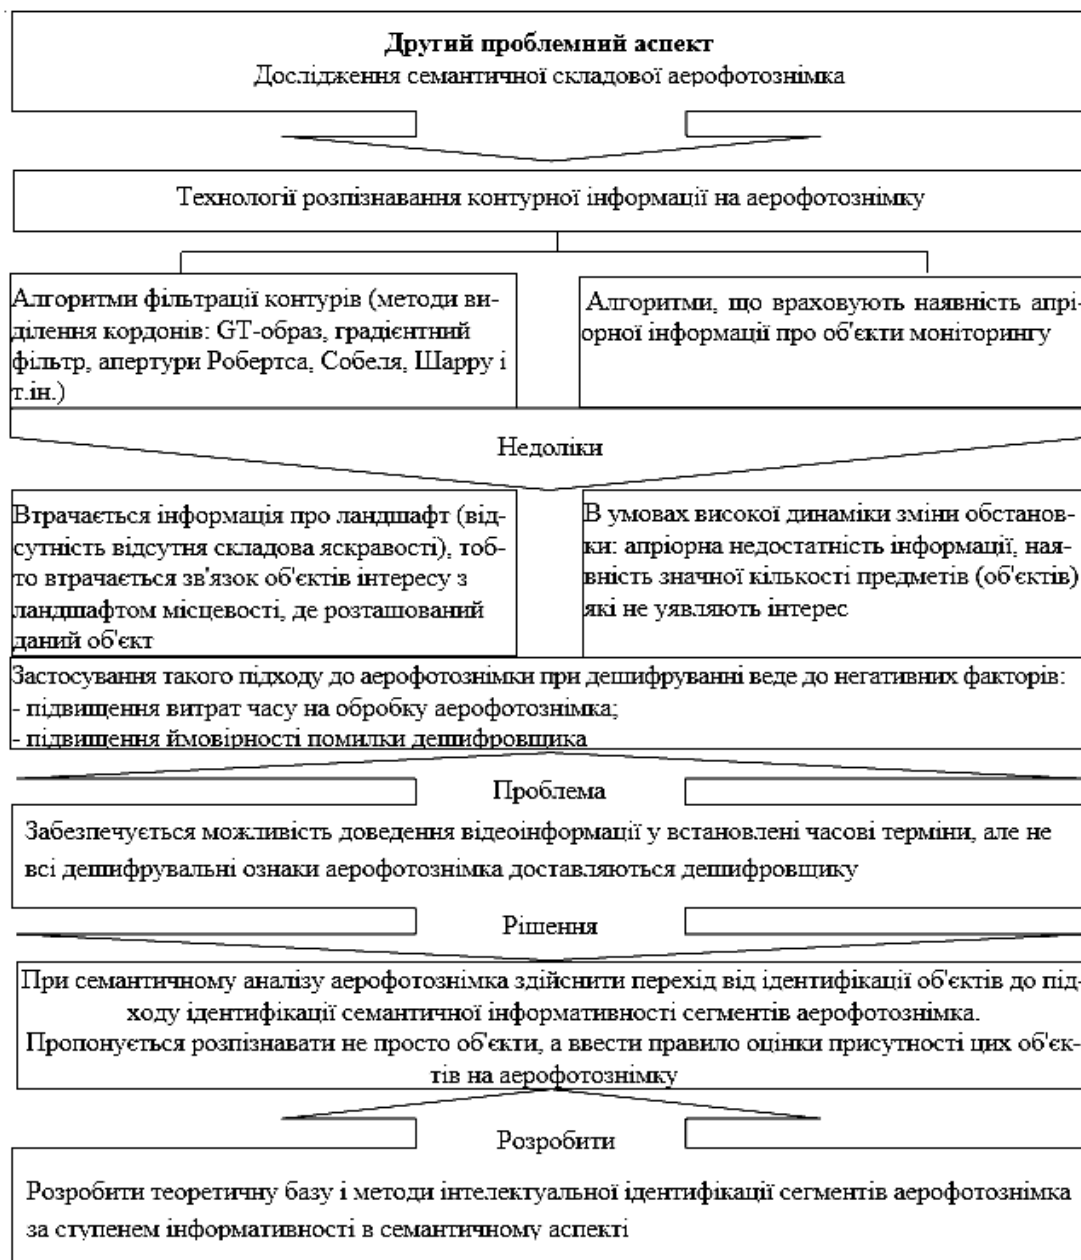 Другий проблемний аспект
Дослідження семантичної складової аерофотознімка
Технології розпізнавання контурної інформації на аерофотознімку
Алгоритми фільтрації контурів (методи ви-
ділення кордонів: GT-образ, градієнтний
фільтр, апертури Робертса, Собеля, Шарру і
т.ін.)
Алгоритми, що враховують наявність апрі-
орної інформації про об'єкти моніторингу
Недоліки
Втрачається інформація про ландшафт (від-
сутність відсутня складова яскравості), тоб-
то втрачається зв'язок об'єктів інтересу з
ландшафтом місцевості, де розташований
даний об'єкт
В умовах високої динаміки зміни обстанов-
ки: апріорна недостатність інформації, ная-
вність значної кількості предметів (об'єктів)
які не уявляють інтерес
Застосування такого підходу до аерофотознімки при дешифруванні веде до негативних факторів:
- підвищення витрат часу на обробку аерофотознімка;
- підвищення ймовірності помилки дешифровщика
Проблема
Забезпечується можливість доведення відеоінформації у встановлені часові терміни, але не
всі дешифрувальні ознаки аерофотознімка доставляються дешифровщику
Рішення
При семантичному аналізу аерофотознімка здійснити перехід від ідентифікації об'єктів до під-
ходу ідентифікації семантичної інформативності сегментів аерофотознімка.
Пропонується розпізнавати не просто об'єкти, а ввести правило оцінки присутності цих об'єк-
тів на аерофотознімку
Розробити
Розробити теоретичну базу і методи інтелектуальної ідентифікації сегментів аерофотознімка
за ступенем інформативності в семантичному аспекті